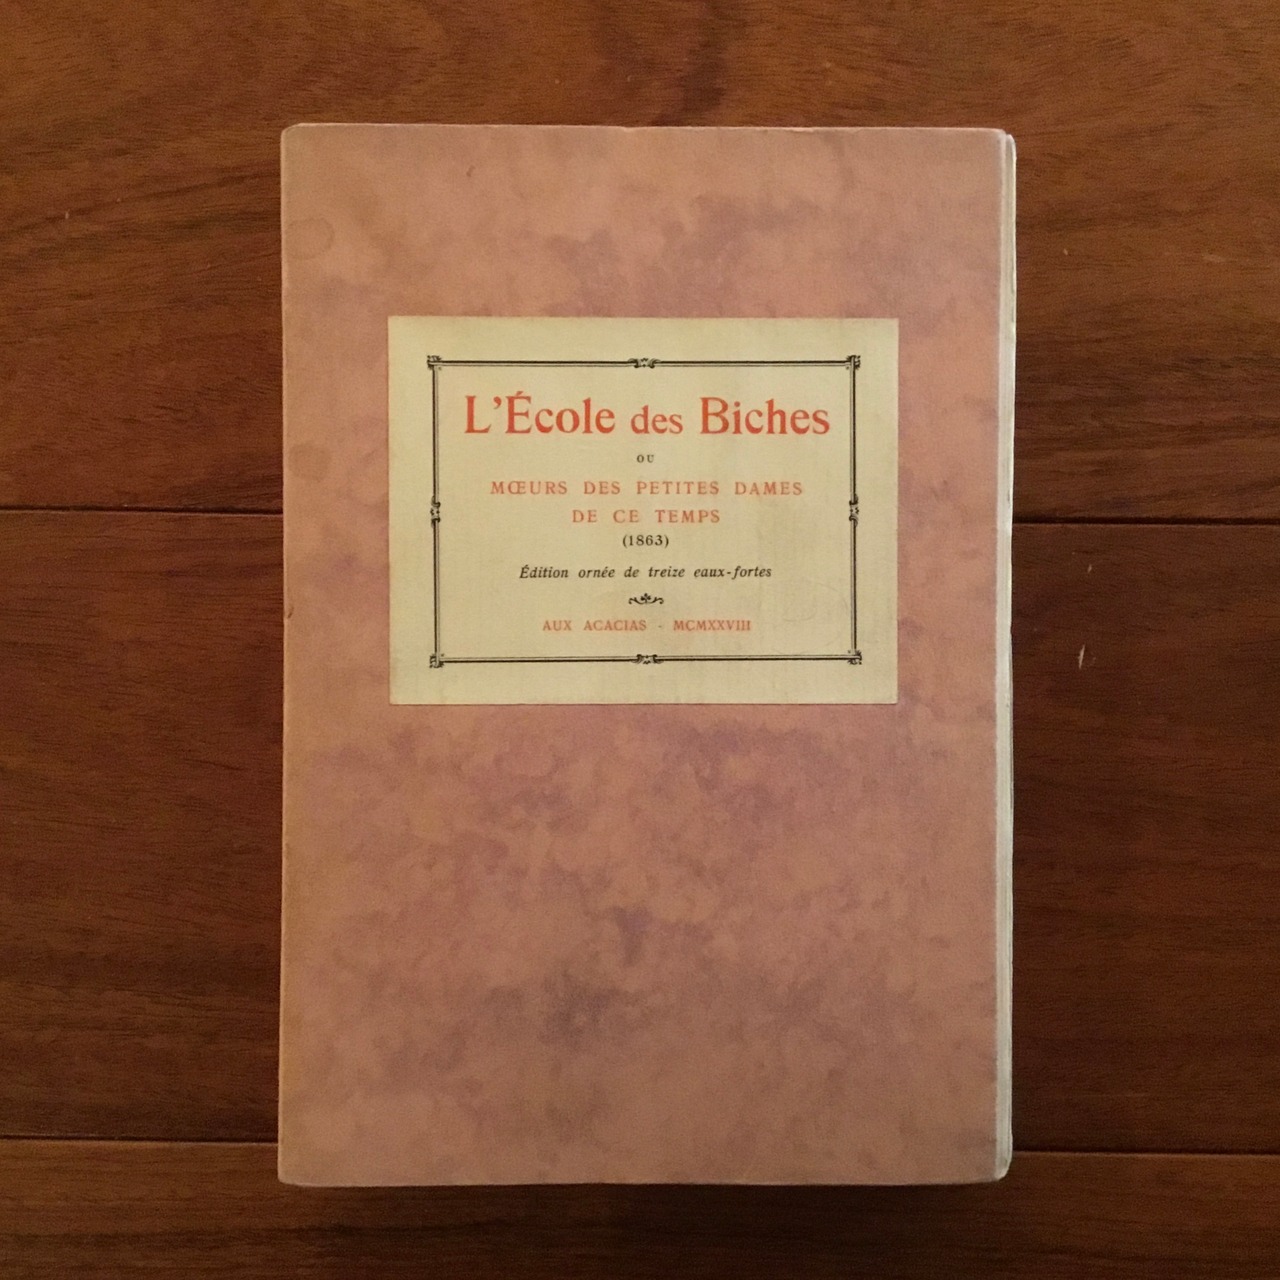 L'École des Biches
OU
MŒURS DES PETITES DAMES
DE CE TEMPS
(1863)
Édition ornée de treize eaux-fortes
AUX ACACIAS - MCMXXVIII